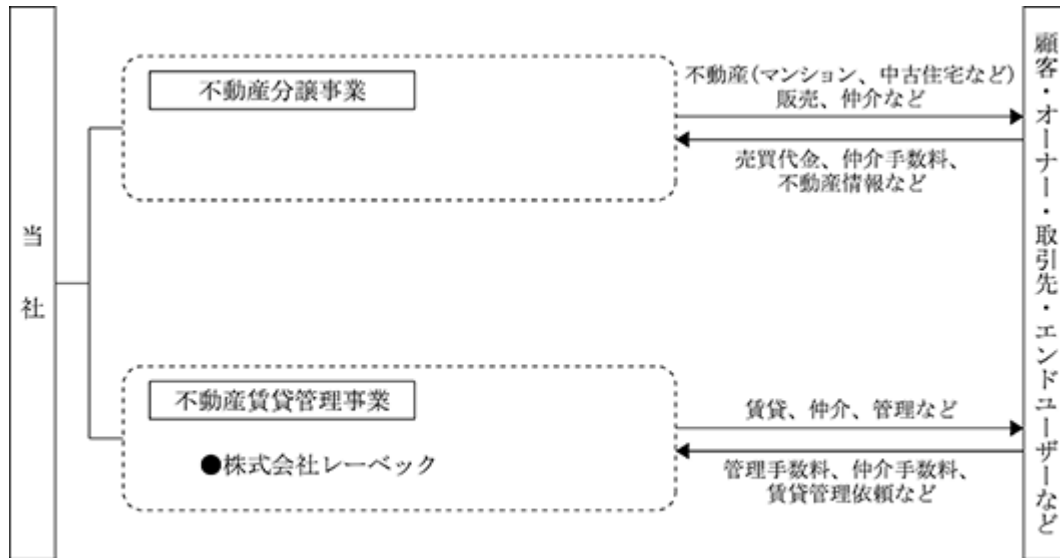 当社
不動産分譲事業
不動産(マンション、中古住宅など)
販売、仲介など
売買代金、仲介手数料、
不動産情報など
不動産賃貸管理事業
●株式会社レーベック
賃貸、仲介、管理など
管理手数料、仲介手数料、
賃貸管理依頼など
顧客・オーナー・取引先・エンドユーザーなど